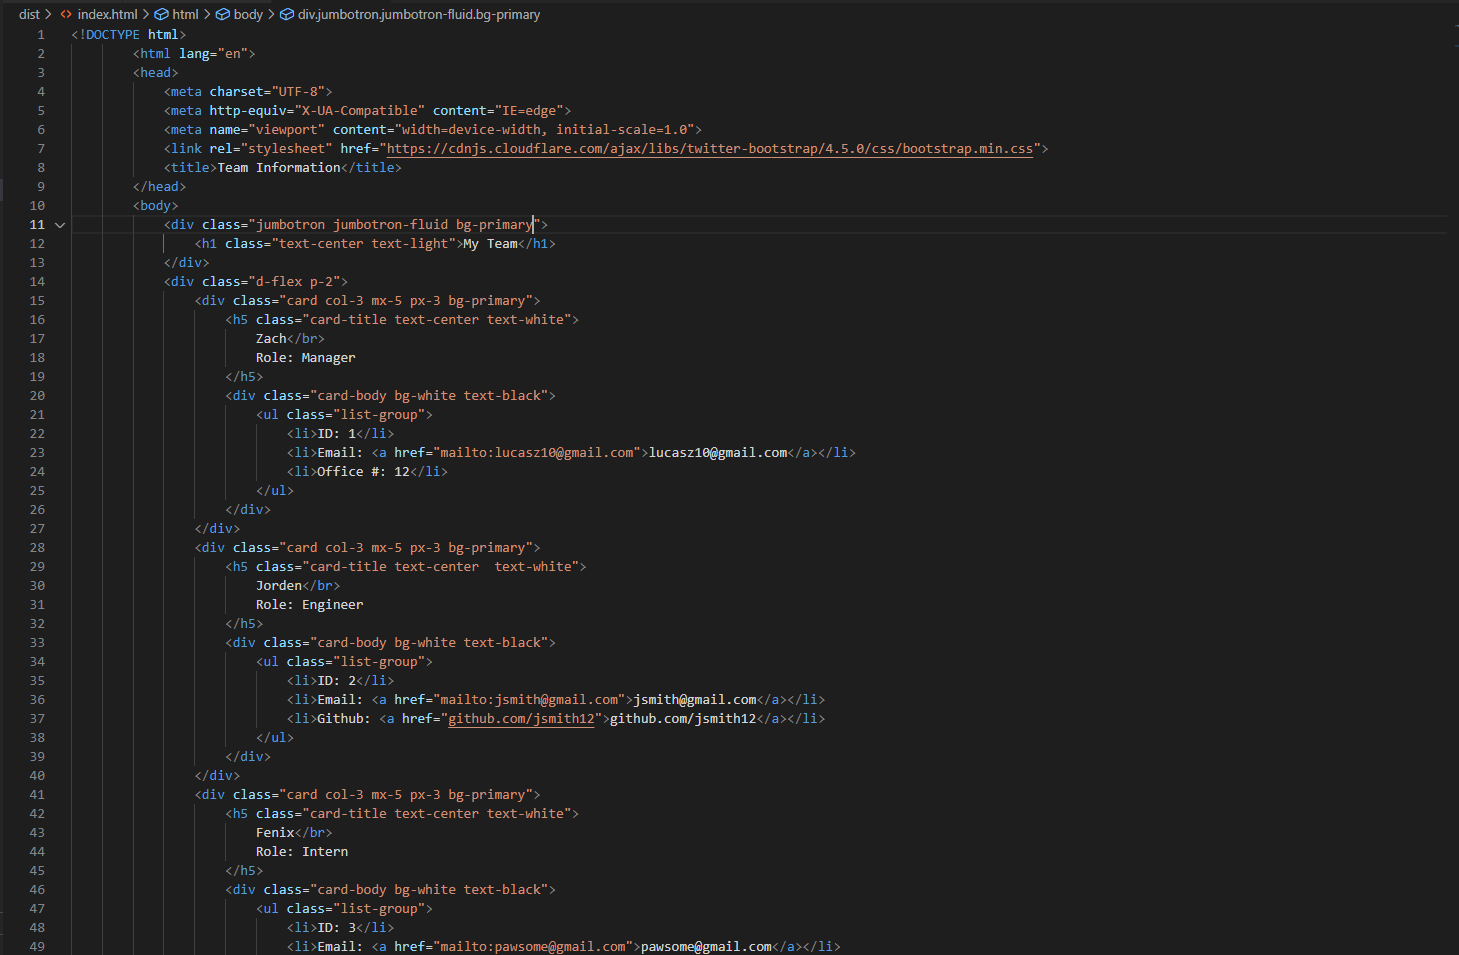 dist > index.html > html > body > div.jumbotron.jumbotron-fluid.bg-primary
1 <!DOCTYPE html>
2 <html lang="en">
3 <head>
4 <meta charset="UTF-8">
5 <meta http-equiv="X-UA-Compatible" content="IE=edge">
6 <meta name="viewport" content="width=device-width, initial-scale=1.0">
7 <link rel="stylesheet" href="https://cdnjs.cloudflare.com/ajax/libs/twitter-bootstrap/4.5.0/css/bootstrap.min.css">
8 <title>Team Information</title>
9 </head>
10 <body>
11 <div class="jumbotron jumbotron-fluid bg-primary">
12 <h1 class="text-center text-light">My Team</h1>
13 </div>
14 <div class="d-flex p-2">
15 <div class="card col-3 mx-5 px-3 bg-primary">
16 <h5 class="card-title text-center text-white">
17 Zach</br>
18 Role: Manager
19 </h5>
20 <div class="card-body bg-white text-black">
21 <ul class="list-group">
22 <li>ID: 1</li>
23 <li>Email: <a href="mailto:lucasz10@gmail.com">lucasz10@gmail.com</a></li>
24 <li>Office #: 12</li>
25 </ul>
26 </div>
27 </div>
28 <div class="card col-3 mx-5 px-3 bg-primary">
29 <h5 class="card-title text-center  text-white">
30 Jorden</br>
31 Role: Engineer
32 </h5>
33 <div class="card-body bg-white text-black">
34 <ul class="list-group">
35 <li>ID: 2</li>
36 <li>Email: <a href="mailto:jsmith@gmail.com">jsmith@gmail.com</a></li>
37 <li>Github: <a href="github.com/jsmith12">github.com/jsmith12</a></li>
38 </ul>
39 </div>
40 </div>
41 <div class="card col-3 mx-5 px-3 bg-primary">
42 <h5 class="card-title text-center text-white">
43 Fenix</br>
44 Role: Intern
45 </h5>
46 <div class="card-body bg-white text-black">
47 <ul class="list-group">
48 <li>ID: 3</li>
49 <li>Email: <a href="mailto:pawsome@gmail.com">pawsome@gmail.com</a></li>